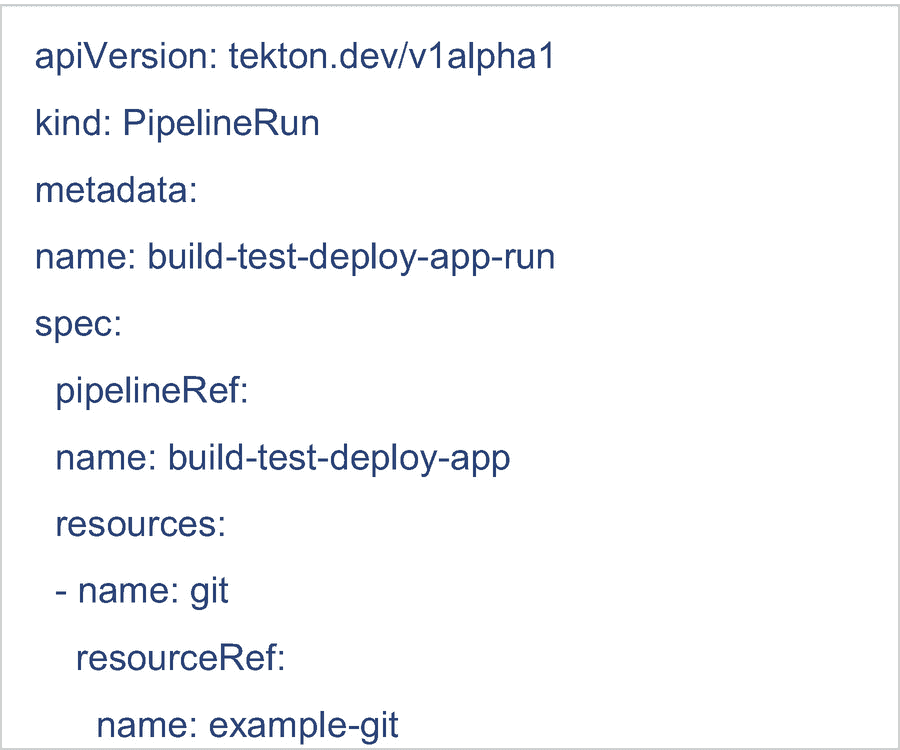 apiVersion: tekton.dev/v1alpha1
kind: PipelineRun
metadata:
name: build-test-deploy-app-run
spec:
  pipelineRef:
  name: build-test-deploy-app
  resources:
  - name: git
    resourceRef:
      name: example-git